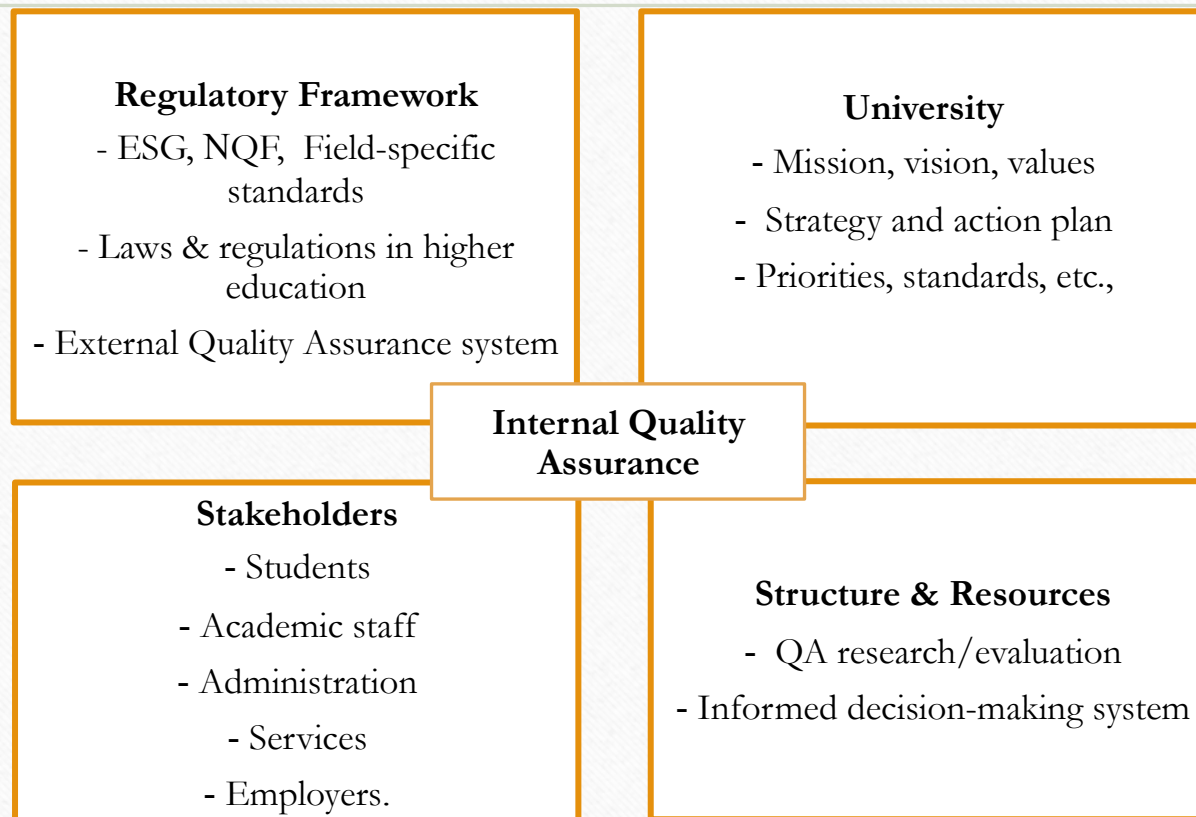 Regulatory Framework
- ESG, NQF, Field-specific
standards
- Laws & regulations in higher
education
- External Quality Assurance system
University
- Mission, vision, values
- Strategy and action plan
- Priorities, standards, etc.,
Internal Quality
Assurance
Stakeholders
- Students
- Academic staff
- Administration
- Services
- Employers.
Structure & Resources
- QA research/evaluation
- Informed decision-making system